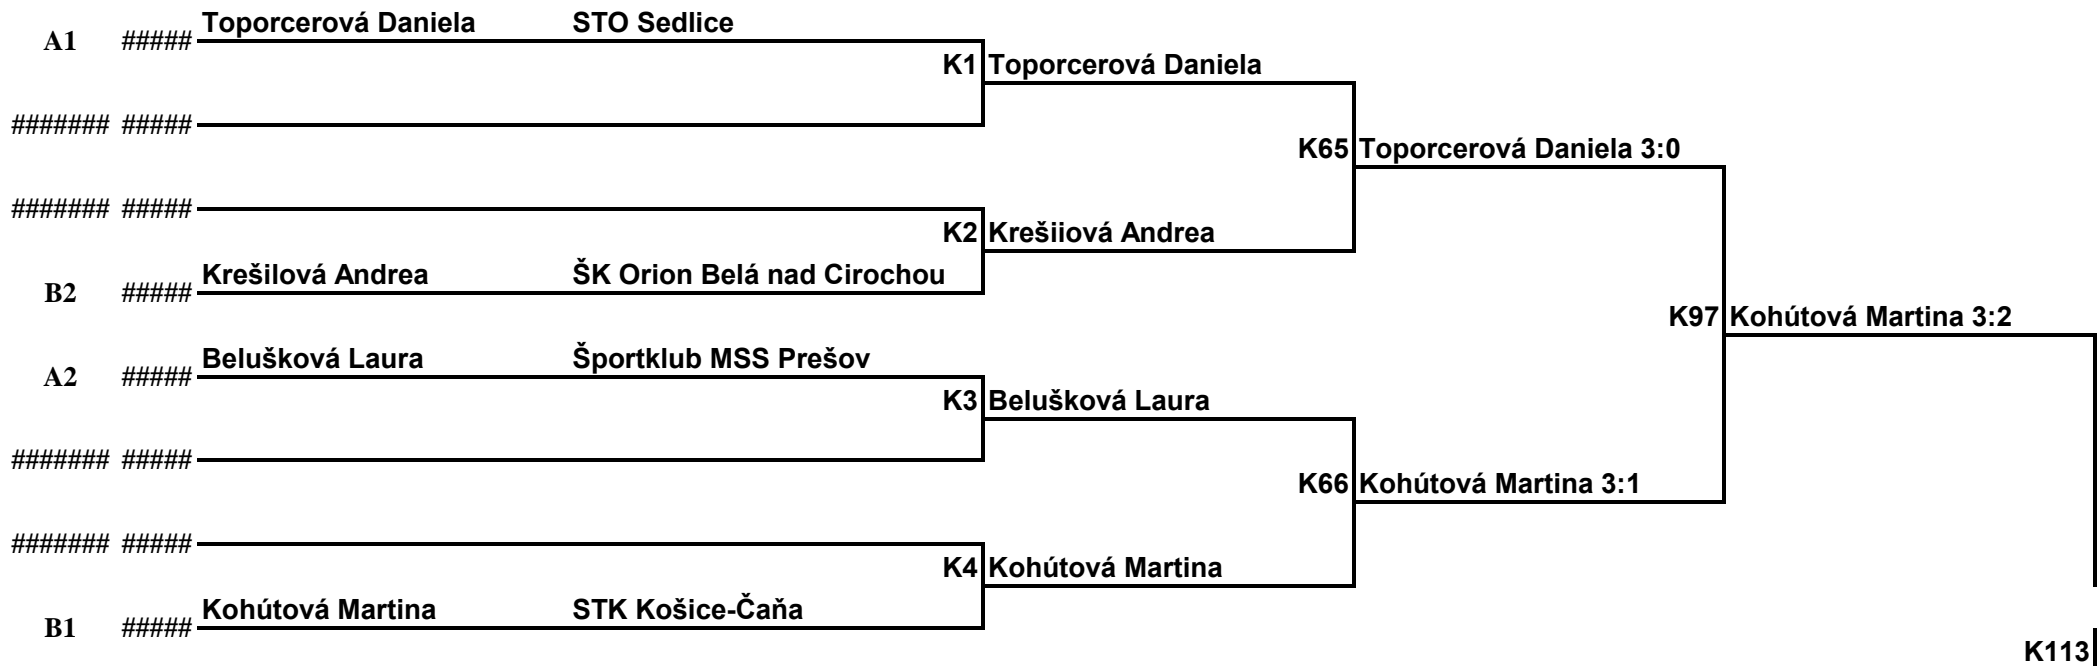 Toporcerová Daniela STO Sedlice
A1 #####
K1 Toporcerová Daniela
####### #####
K65 Toporcerová Daniela 3:0
####### #####
K2 Krešiiová Andrea
Krešilová Andrea ŠK Orion Belá nad Cirochou
B2 #####
K97 Kohútová Martina 3:2
Belušková Laura Športklub MSS Prešov
A2 #####
K3 Belušková Laura
####### #####
K66 Kohútová Martina 3:1
####### #####
K4 Kohútová Martina
Kohútová Martina STK Košice-Čaňa
B1 #####
K113